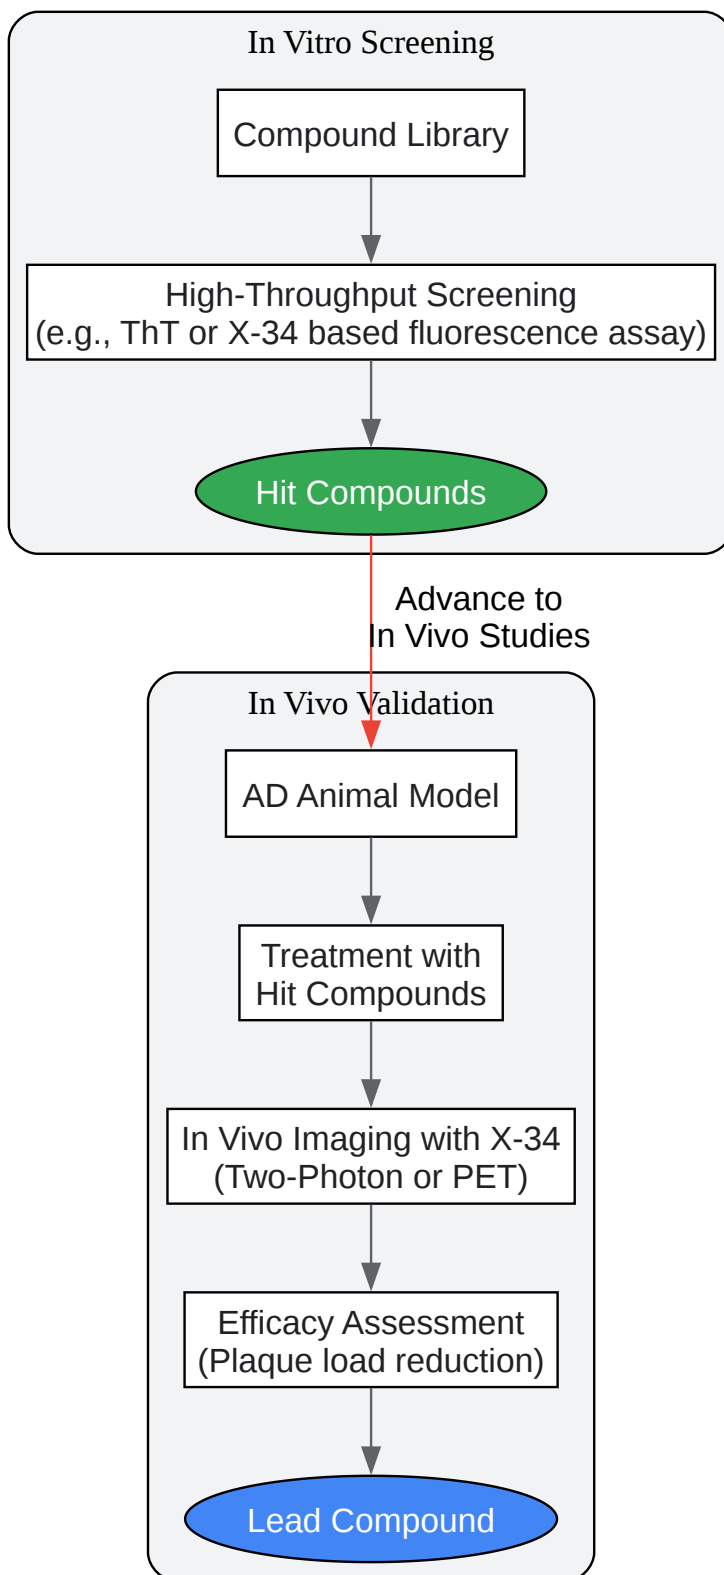 In Vitro Screening
Compound Library
High-Throughput Screening
(e.g., ThT or X-34 based fluorescence assay)
Hit Compounds
Advance to
In Vivo Studies
In Vivo Validation
AD Animal Model
Treatment with
Hit Compounds
In Vivo Imaging with X-34
(Two-Photon or PET)
Efficacy Assessment
(Plaque load reduction)
Lead Compound